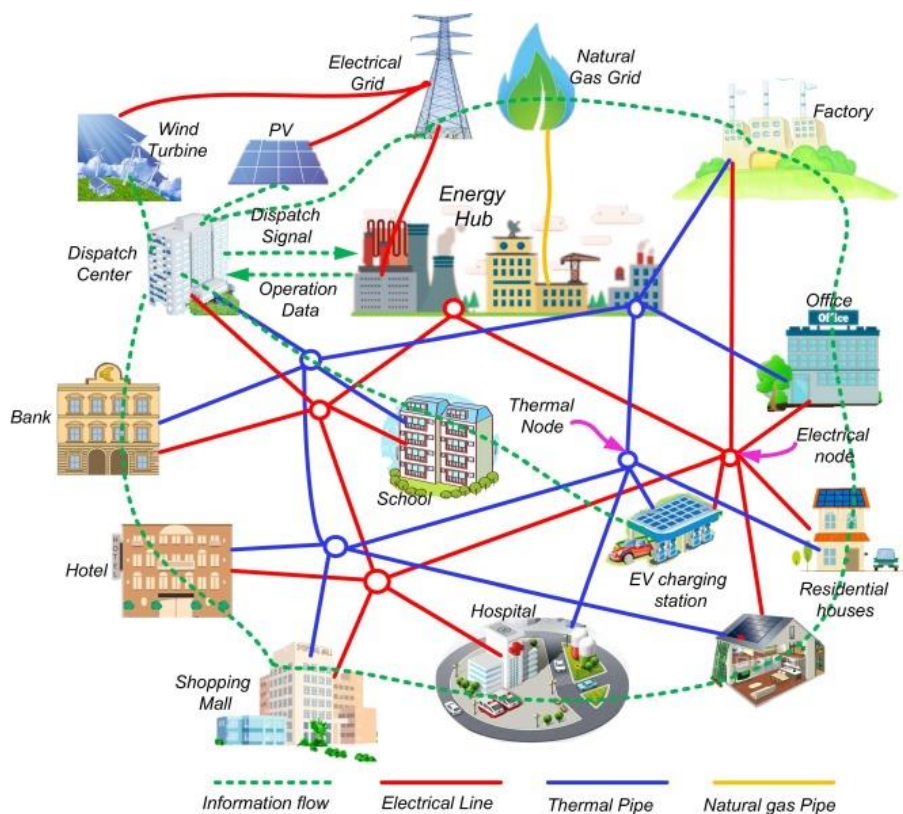 Electrical
Grid
Natural
Gas Grid
Factory
Wind
Turbine
PV
Energy
Hub
Dispatch
Signal
Dispatch
Center
Operation
Data
Office
Office
Bank
Thermal
Node
Electrical
node
School
HOTEL
Hotel
EV charging
station
Residential
houses
Hospital
Shopping
Mall
Information flow
Electrical Line
Thermal Pipe
Natural gas Pipe